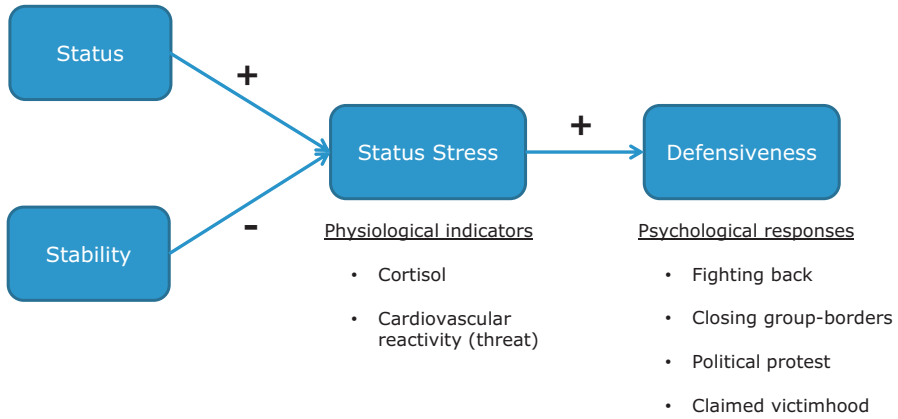 Status
+
Status Stress
+
Defensiveness
Stability
-
Physiological indicators
• Cortisol
• Cardiovascular
reactivity (threat)
Psychological responses
• Fighting back
• Closing group-borders
• Political protest
• Claimed victimhood